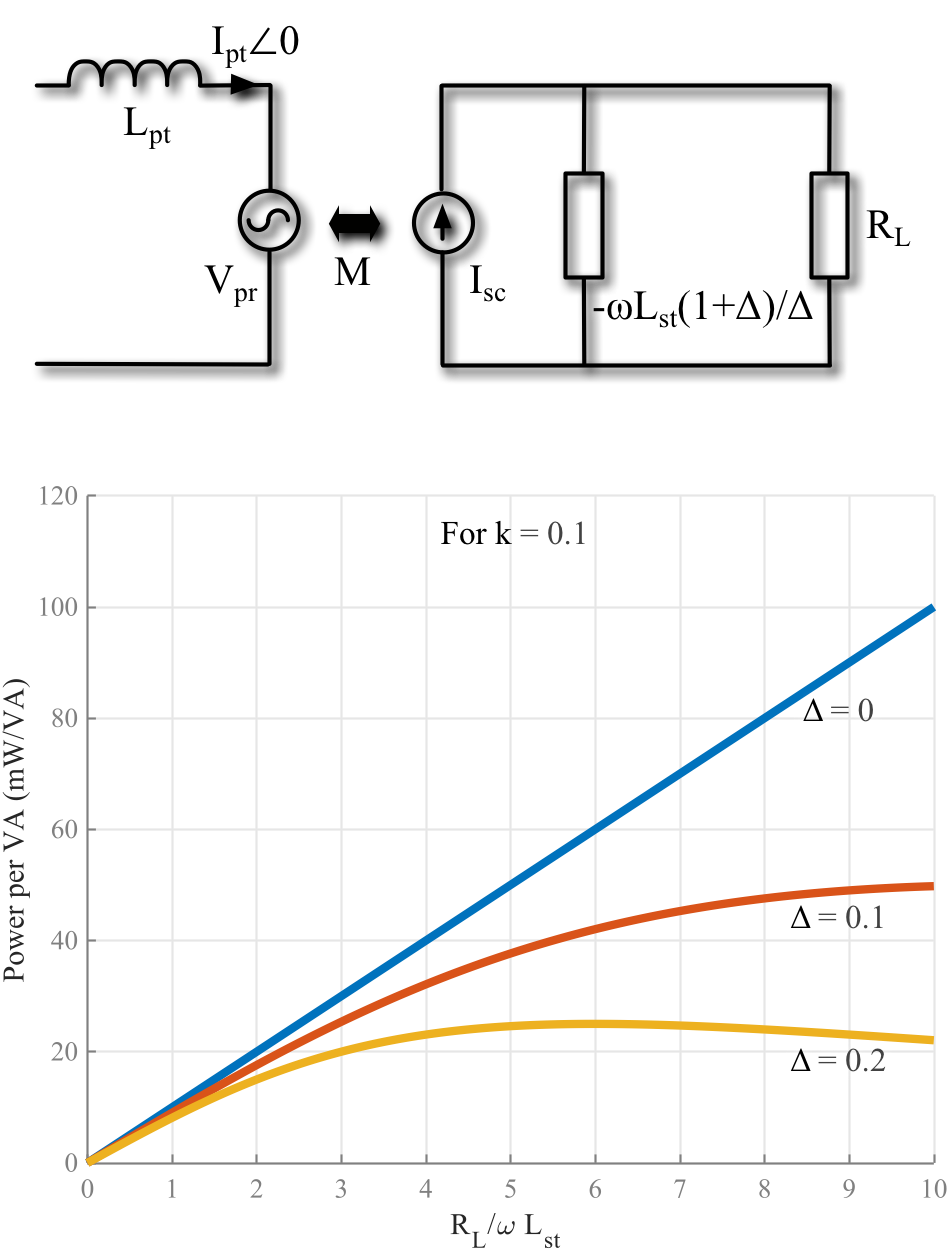 I_pt∠0
L_pt
V_pr
M
I_sc
R_L
-ωL_st(1+Δ)/Δ
120
For k = 0.1
100
80
Δ = 0
60
40
Δ = 0.1
20
Δ = 0.2
0
0 1 2 3 4 5 6 7 8 9 10
R_L/ω L_st
Power per VA (mW/VA)